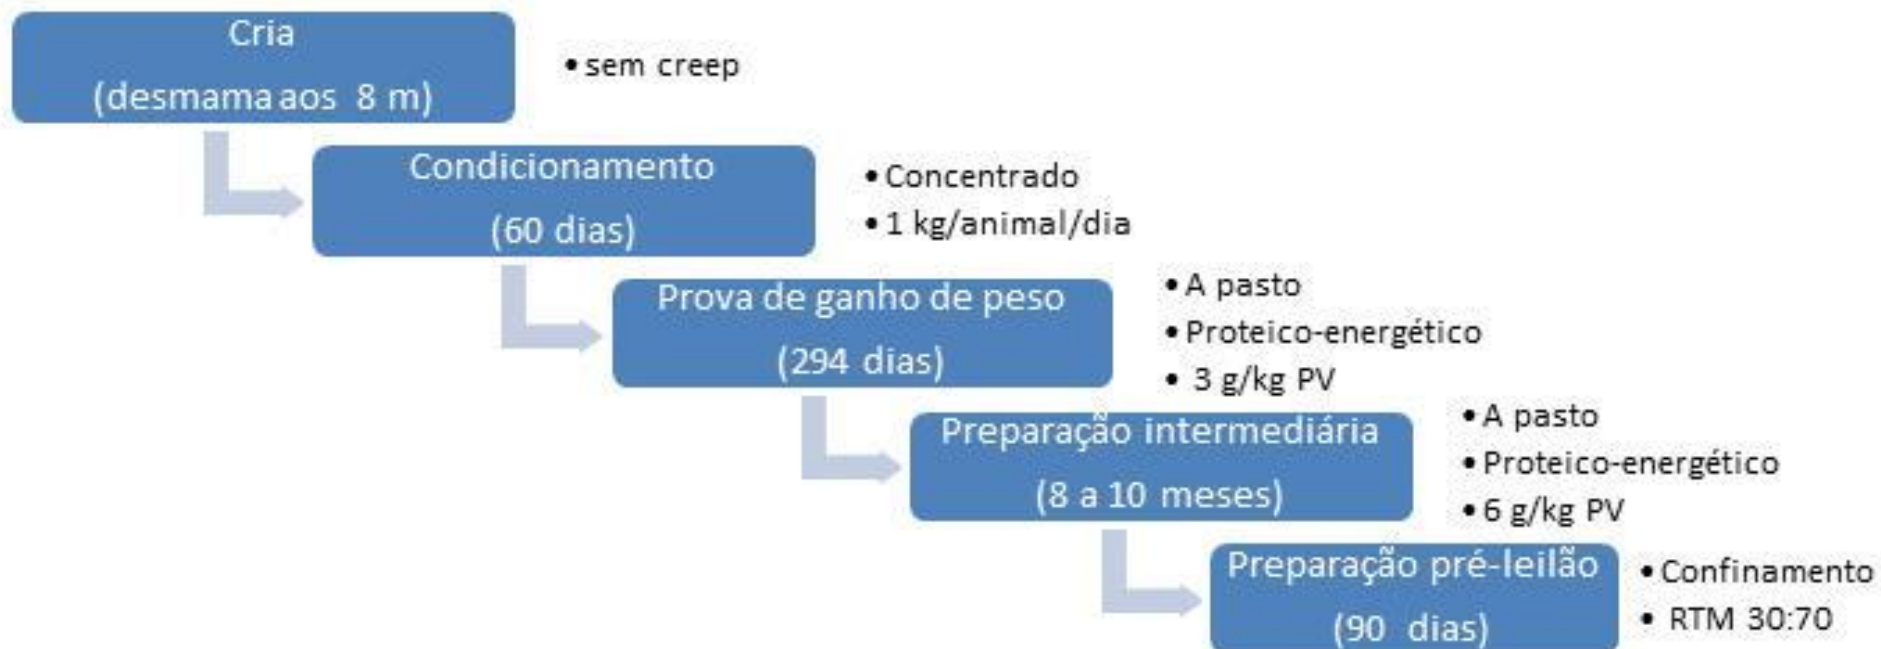 Cria
(desmama aos 8 m)
• sem creep
Condicionamento
(60 dias)
• Concentrado
• 1 kg/animal/dia
Prova de ganho de peso
(294 dias)
• A pasto
• Proteico-energético
• 3 g/kg PV
Preparação intermediária
(8 a 10 meses)
• A pasto
• Proteico-energético
• 6 g/kg PV
Preparação pré-leilão
(90 dias)
• Confinamento
• RTM 30:70